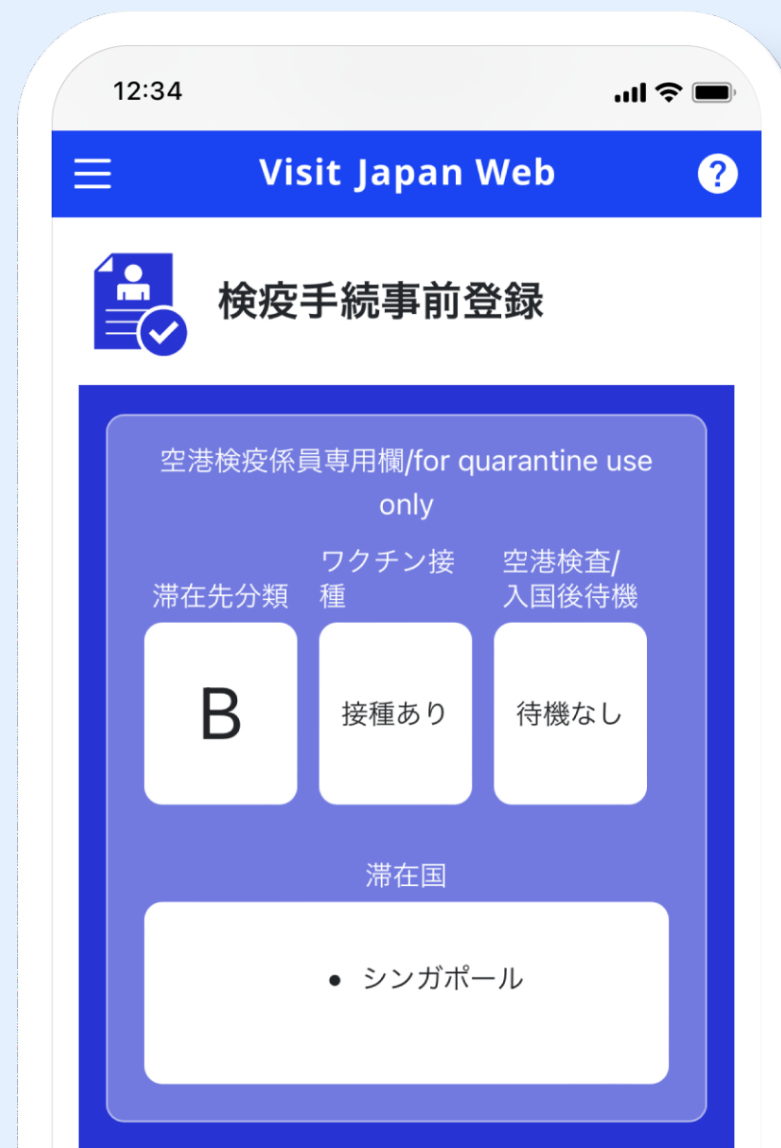 12:34
Visit Japan Web
?
検疫手続事前登録
空港検疫係員専用欄/for quarantine use
only
滞在先分類
ワクチン接
種
空港検査/
入国後待機
B
接種あり
待機なし
滞在国
• シンガポール